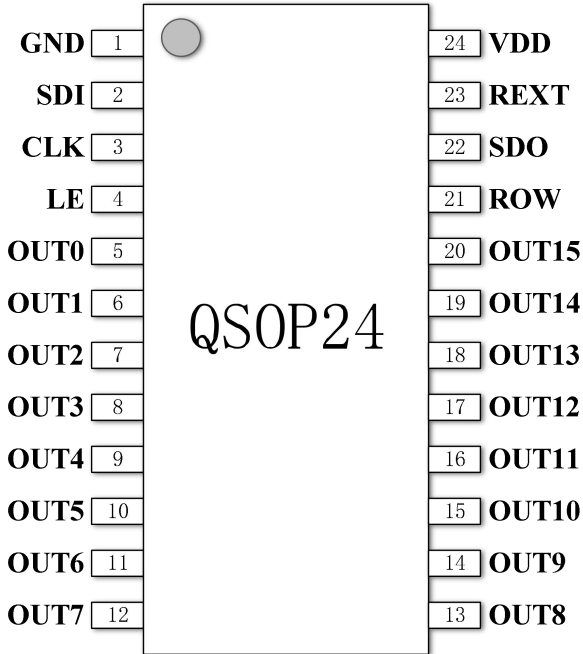 GND 1 24 VDD
SDI 2 23 REXT
CLK 3 22 SDO
LE 4 21 ROW
OUT0 5 20 OUT15
OUT1 6 19 OUT14
QSOP24
OUT2 7 18 OUT13
OUT3 8 17 OUT12
OUT4 9 16 OUT11
OUT5 10 15 OUT10
OUT6 11 14 OUT9
OUT7 12 13 OUT8